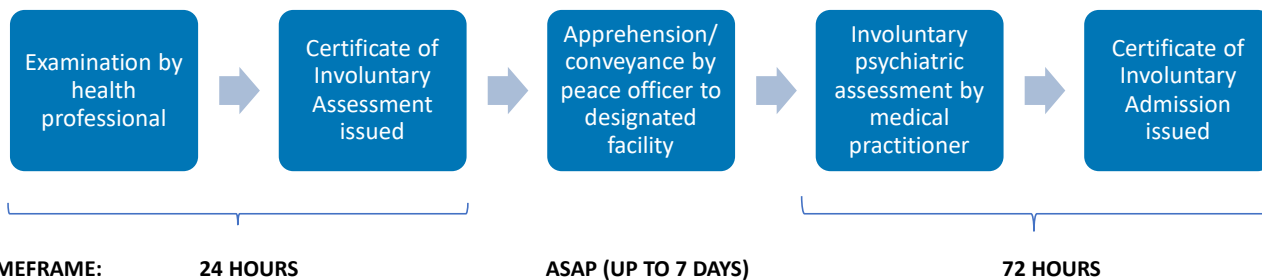 Examination by
health
professional
Certificate of
Involuntary
Assessment
issued
Apprehension/
conveyance by
peace officer to
designated
facility
Involuntary
psychiatric
assessment by
medical
practitioner
Certificate of
Involuntary
Admission
issued
MEFRAME: 24 HOURS ASAP (UP TO 7 DAYS) 72 HOURS